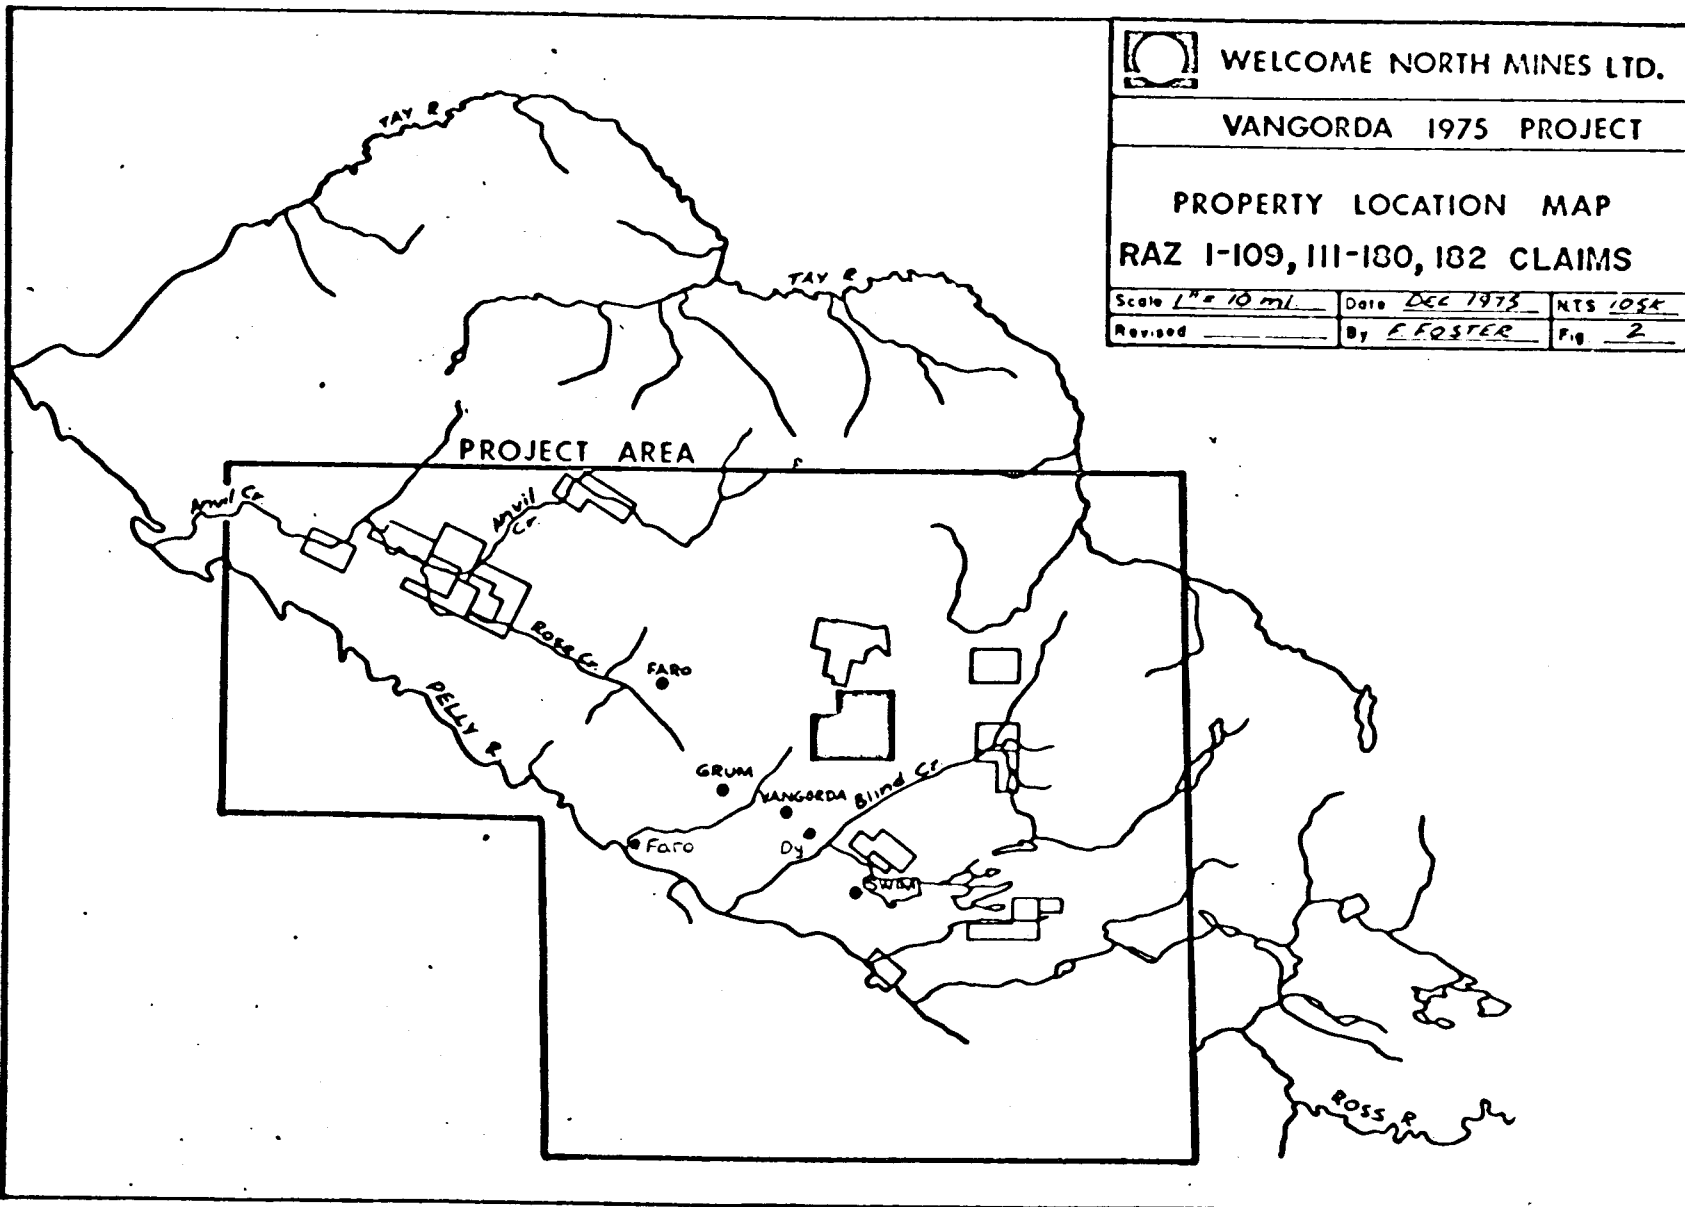 WELCOME NORTH MINES LTD.
VANGORDA 1975 PROJECT
PROPERTY LOCATION MAP
RAZ 1-109, 111-180, 182 CLAIMS
Scale 1" = 10 mi.
Date DEC 1975
NTS 105K
Revised
By F. FOSTER
Fig. 2
TAY R
TAY R
PROJECT AREA
Anvil Cr.
Anvil Cr.
Ross Cr.
FARO
PELLY R.
GRUM
VANGORDA
Blind Cr.
Faro
Dy
SWIM
ROSS R